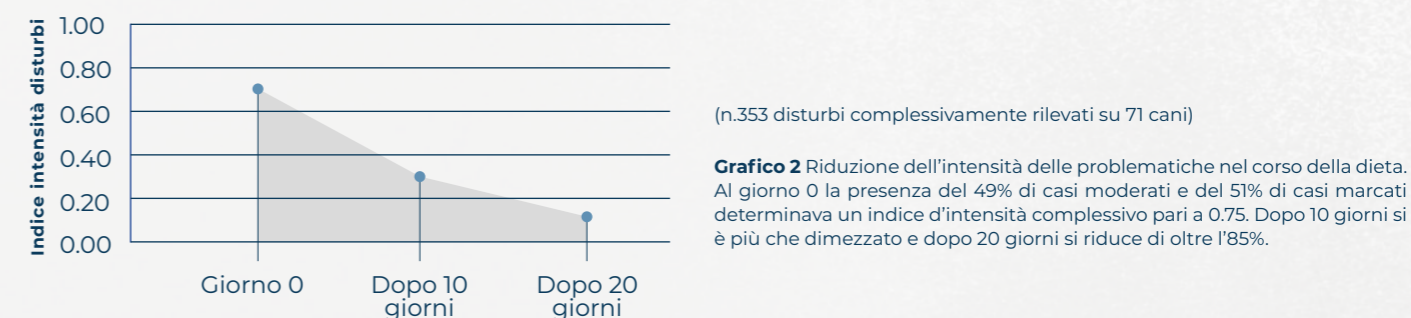 Indice intensità disturbi
1.00
0.80
0.60
0.40
0.20
0.00
Giorno 0
Dopo 10
giorni
Dopo 20
giorni
(n.353 disturbi complessivamente rilevati su 71 cani)
Grafico 2 Riduzione dell'intensità delle problematiche nel corso della dieta.
Al giorno 0 la presenza del 49% di casi moderati e del 51% di casi marcati
determinava un indice d'intensità complessivo pari a 0.75. Dopo 10 giorni si
è più che dimezzato e dopo 20 giorni si riduce di oltre l'85%.